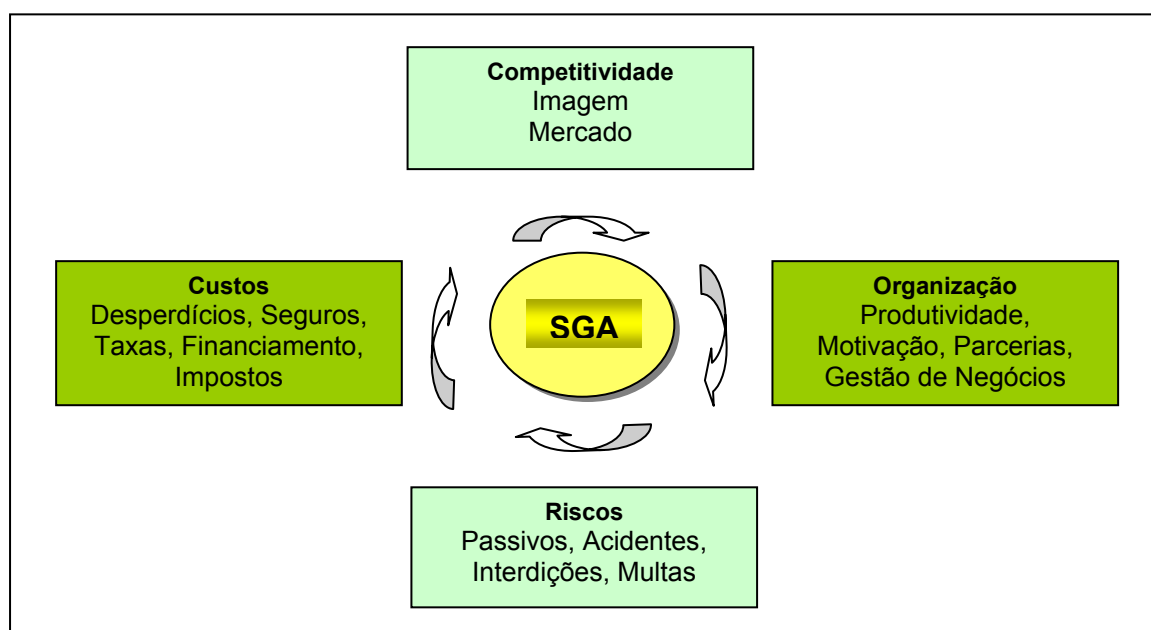 Competitividade
Imagem
Mercado
Custos
Desperdícios, Seguros,
Taxas, Financiamento,
Impostos
SGA
Organização
Produtividade,
Motivação, Parcerias,
Gestão de Negócios
Riscos
Passivos, Acidentes,
Interdições, Multas